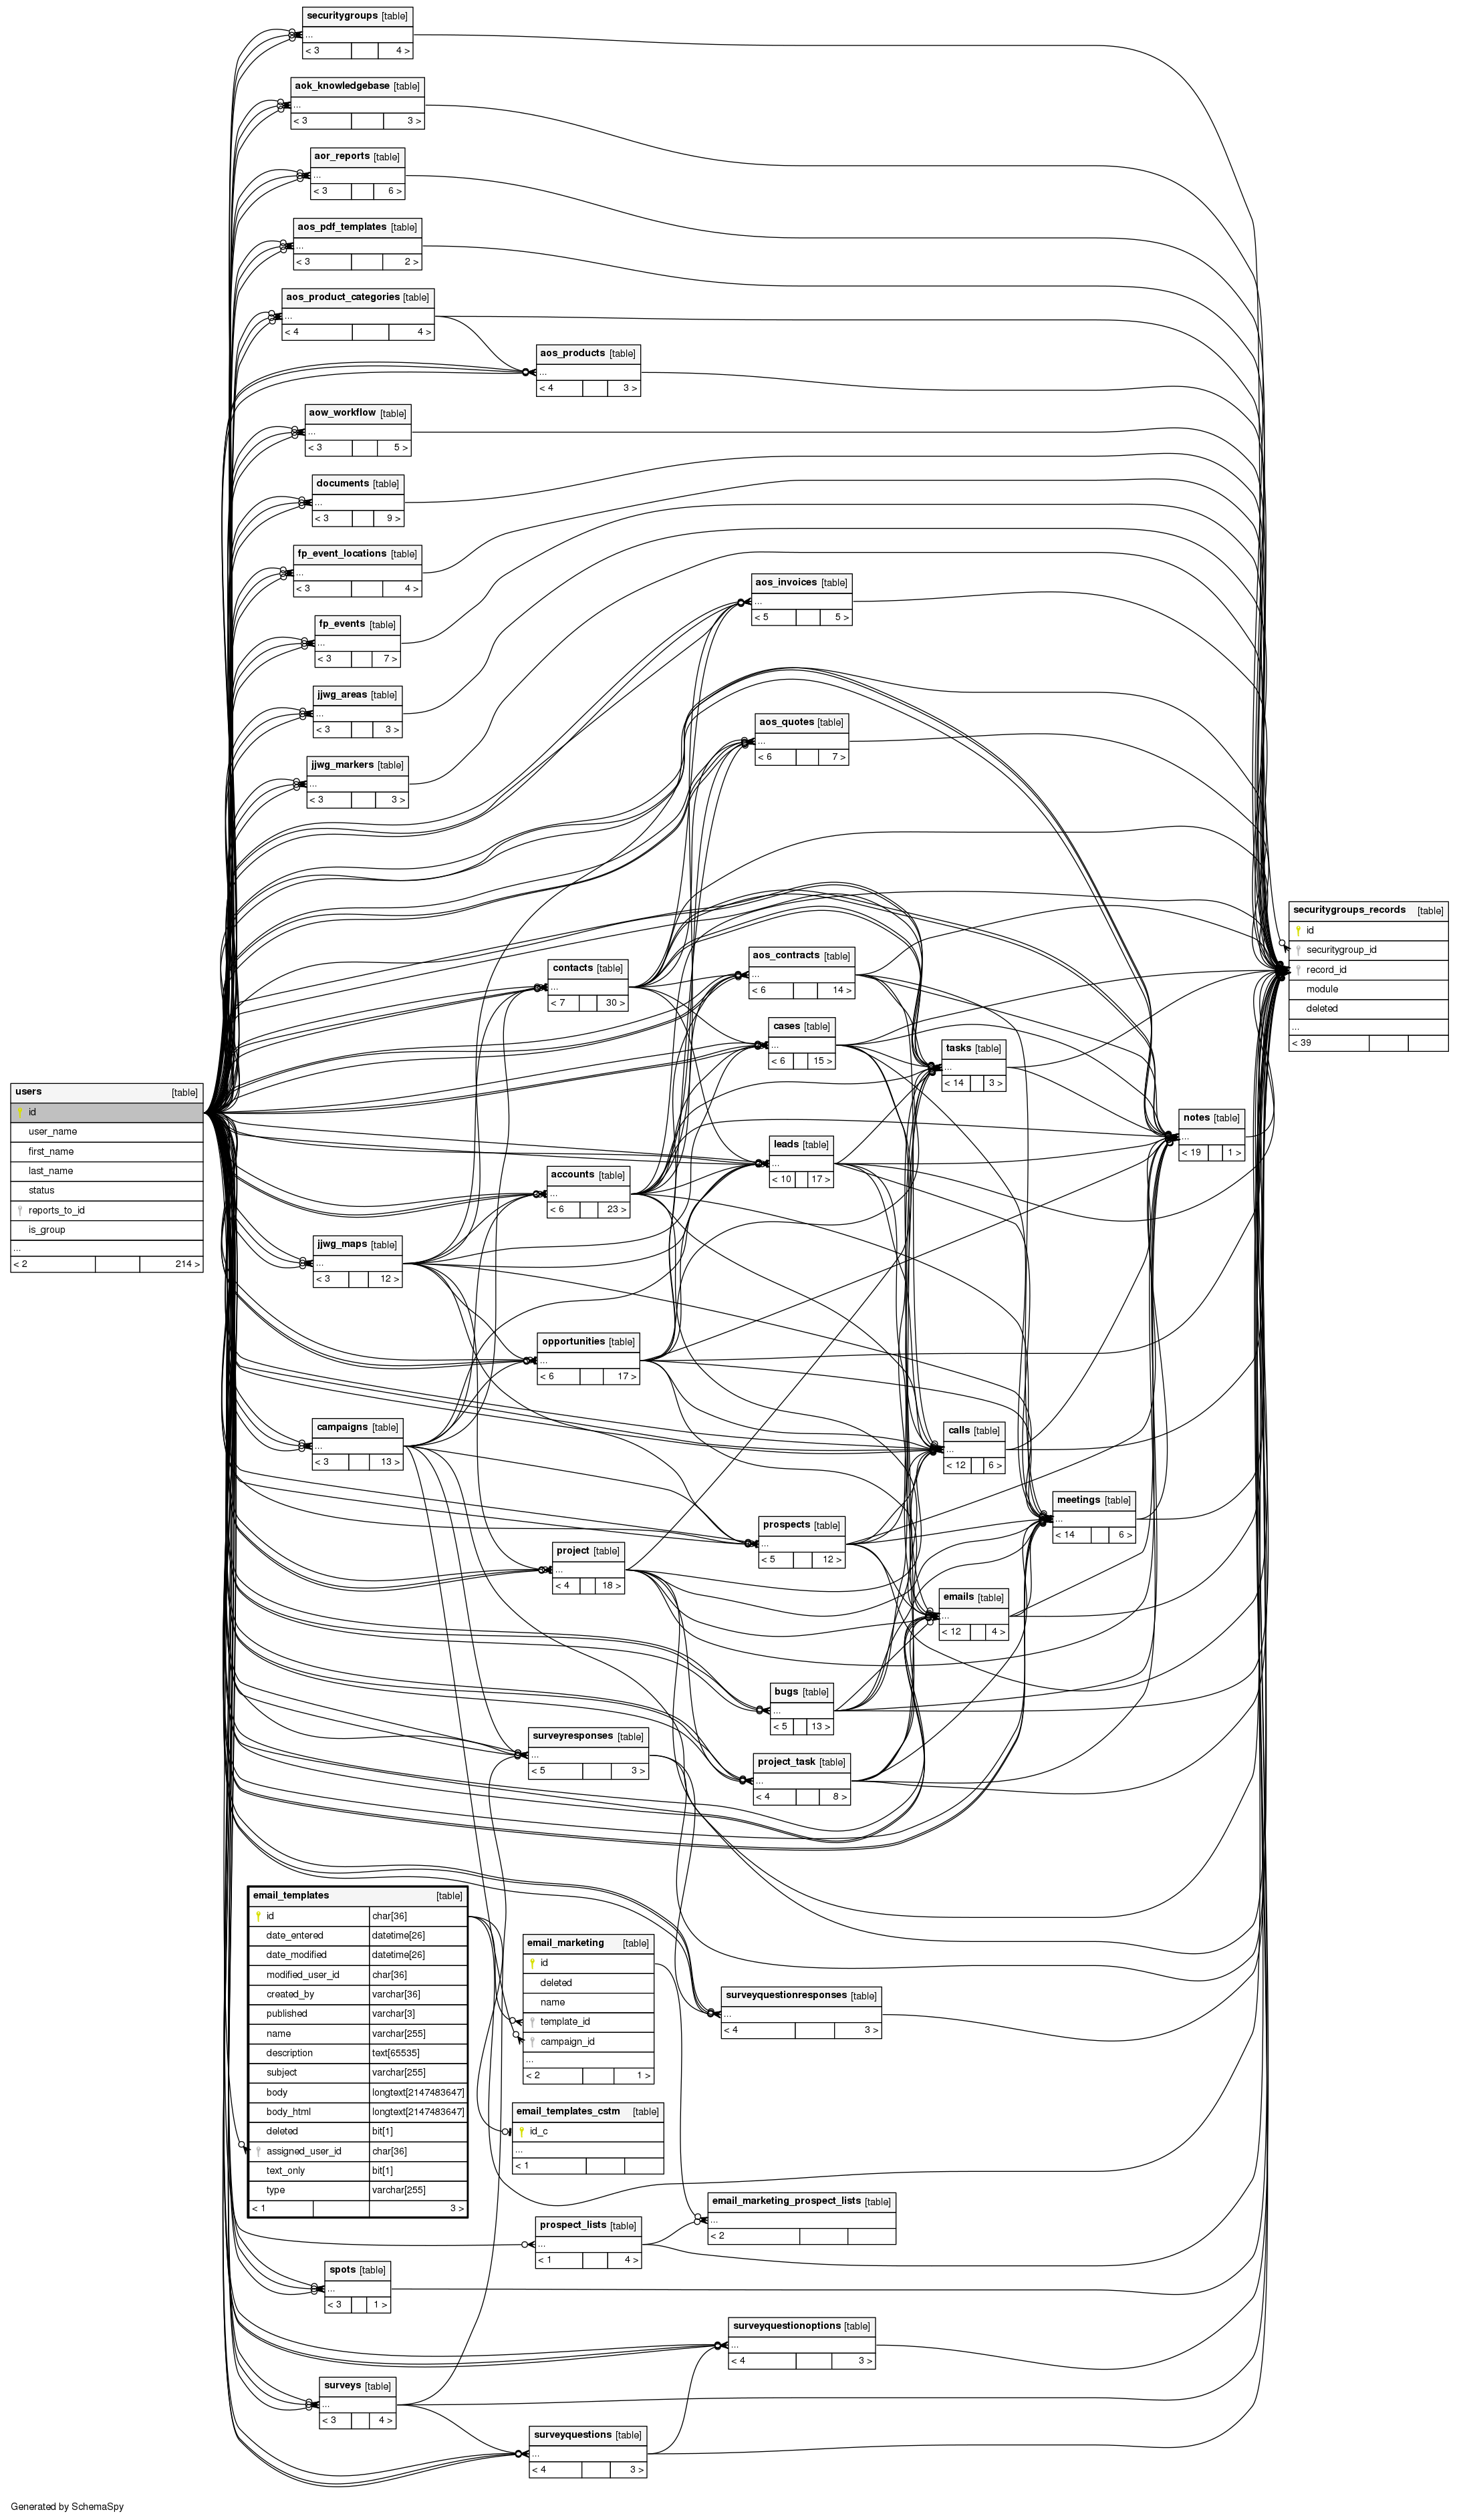 securitygroups [table]
...
< 3 4 >
aok_knowledgebase [table]
...
< 3 3 >
aor_reports [table]
...
< 3 6 >
aos_pdf_templates [table]
...
< 3 2 >
aos_product_categories [table]
...
< 4 4 >
aos_products [table]
...
< 4 3 >
aow_workflow [table]
...
< 3 5 >
documents [table]
...
< 3 9 >
fp_event_locations [table]
...
< 3 4 >
aos_invoices [table]
...
< 5 5 >
fp_events [table]
...
< 3 7 >
jjwg_areas [table]
...
< 3 3 >
aos_quotes [table]
...
< 6 7 >
jjwg_markers [table]
...
< 3 3 >
securitygroups_records [table]
id
securitygroup_id
record_id
module
deleted
...
< 39
aos_contracts [table]
...
< 6 14 >
contacts [table]
...
< 7 30 >
cases [table]
...
< 6 15 >
tasks [table]
...
< 14 3 >
users [table]
id
user_name
first_name
last_name
status
reports_to_id
is_group
...
< 2 214 >
notes [table]
...
< 19 1 >
leads [table]
...
< 10 17 >
accounts [table]
...
< 6 23 >
jjwg_maps [table]
...
< 3 12 >
opportunities [table]
...
< 6 17 >
campaigns [table]
...
< 3 13 >
calls [table]
...
< 12 6 >
meetings [table]
...
< 14 6 >
prospects [table]
...
< 5 12 >
project [table]
...
< 4 18 >
emails [table]
...
< 12 4 >
bugs [table]
...
< 5 13 >
surveyresponses [table]
...
< 5 3 >
project_task [table]
...
< 4 8 >
email_templates [table]
id char[36]
date_entered datetime[26]
date_modified datetime[26]
modified_user_id char[36]
created_by varchar[36]
published varchar[3]
name varchar[255]
description text[65535]
subject varchar[255]
body longtext[2147483647]
body_html longtext[2147483647]
deleted bit[1]
assigned_user_id char[36]
text_only bit[1]
type varchar[255]
< 1 3 >
email_marketing [table]
id
deleted
name
template_id
campaign_id
...
< 2 1 >
surveyquestionresponses [table]
...
< 4 3 >
email_templates_cstm [table]
id_c
...
< 1
email_marketing_prospect_lists [table]
...
< 2
prospect_lists [table]
...
< 1 4 >
spots [table]
...
< 3 1 >
surveyquestionoptions [table]
...
< 4 3 >
surveys [table]
...
< 3 4 >
surveyquestions [table]
...
< 4 3 >
Generated by SchemaSpy